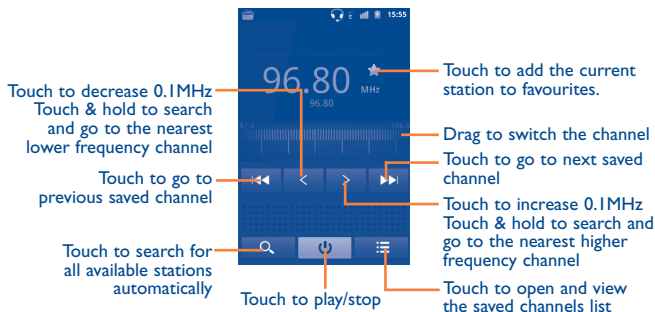 15:55
96.80
MHz
96.80
87.5 108.0
Touch to decrease 0.1MHz
Touch & hold to search
and go to the nearest
lower frequency channel
Touch to go to
previous saved channel
Touch to search for
all available stations
automatically
Touch to play/stop
Touch to add the current
station to favourites.
Drag to switch the channel
Touch to go to next saved
channel
Touch to increase 0.1MHz
Touch & hold to search and
go to the nearest higher
frequency channel
Touch to open and view
the saved channels list